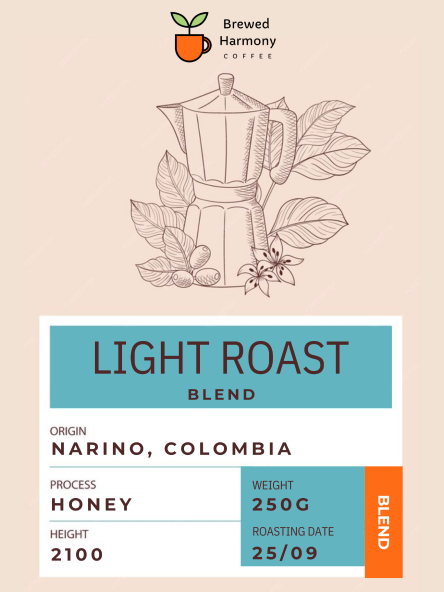 Brewed
Harmony
COFFEE
LIGHT ROAST
BLEND
ORIGIN
NARINO, COLOMBIA
PROCESS
HONEY
HEIGHT
2100
WEIGHT
250G
ROASTING DATE
25/09
BLEND